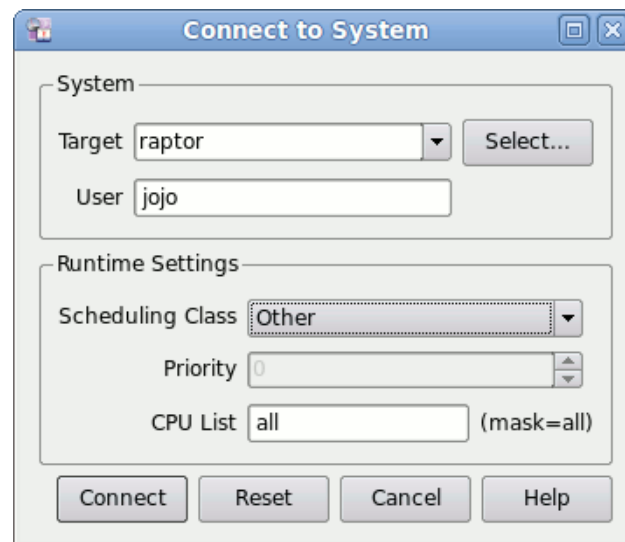 Connect to System
System
Target raptor Select...
User jojo
Runtime Settings
Scheduling Class Other
Priority 0
CPU List all (mask=all)
Connect Reset Cancel Help